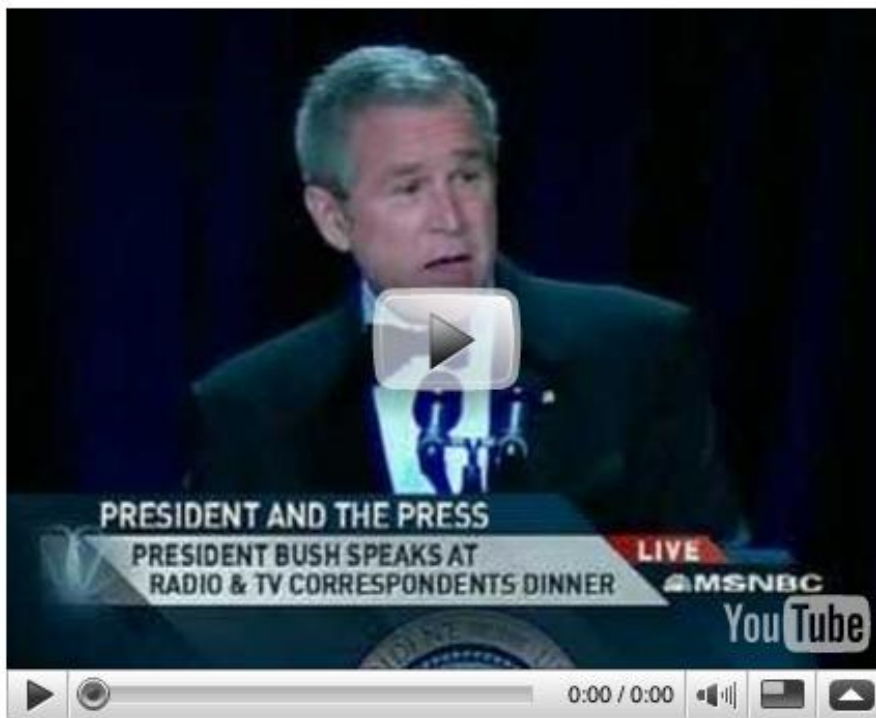 PRESIDENT AND THE PRESS
PRESIDENT BUSH SPEAKS AT
RADIO & TV CORRESPONDENTS DINNER
LIVE
MSNBC
YouTube
0:00 / 0:00